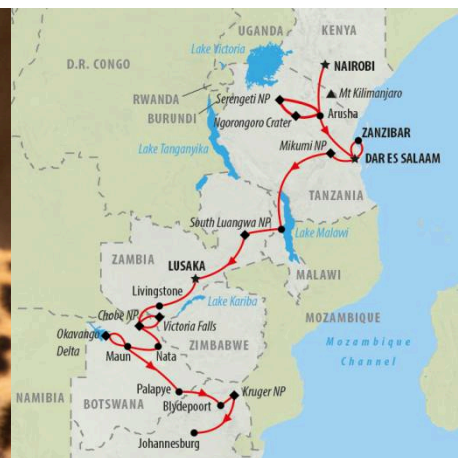 UGANDA
KENYA
Lake Victoria
D.R. CONGO
NAIROBI
RWANDA
Serengeti NP
Mt Kilimanjaro
BURUNDI
Ngorongoro Crater
Arusha
ZANZIBAR
Mikumi NP
Lake Tanganyika
DAR ES SALAAM
TANZANIA
South Luangwa NP
Lake Malawi
ZAMBIA
LUSAKA
MALAWI
Livingstone
Lake Kariba
Chobe NP
MOZAMBIQUE
Okavango
Delta
Victoria Falls
Mozambique
Channel
ZIMBABWE
Maun
Nata
NAMIBIA
Palapye
Kruger NP
BOTSWANA
Blydepoort
Johannesburg